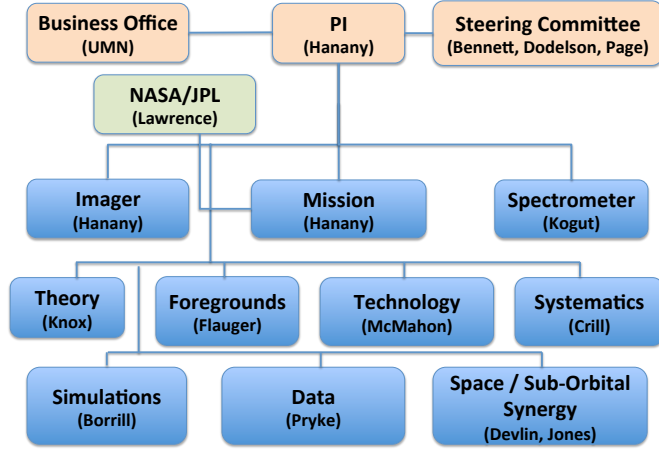 Business Office
(UMN)
PI
(Hanany)
Steering Committee
(Bennett, Dodelson, Page)
NASA/JPL
(Lawrence)
Imager
(Hanany)
Mission
(Hanany)
Spectrometer
(Kogut)
Theory
(Knox)
Foregrounds
(Flauger)
Technology
(McMahon)
Systematics
(Crill)
Simulations
(Borrill)
Data
(Pryke)
Space / Sub-Orbital
Synergy
(Devlin, Jones)